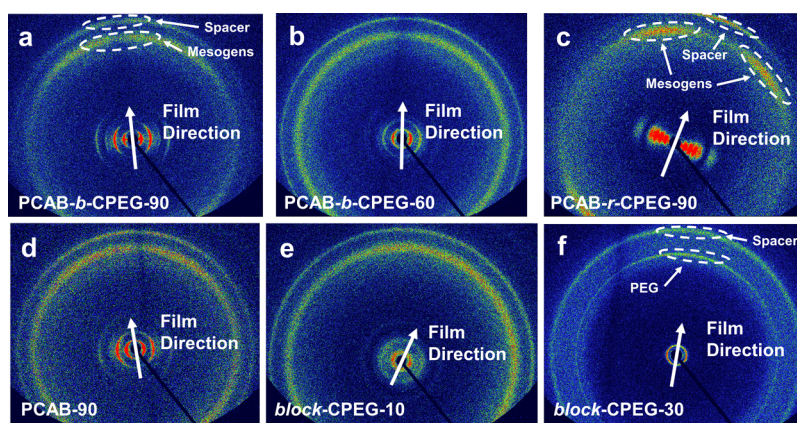 a
Spacer
Mesogens
Film
Direction
PCAB-b-CPEG-90
b
Film
Direction
PCAB-b-CPEG-60
c
Spacer
Mesogens
Film
Direction
PCAB-r-CPEG-90
d
Film
Direction
PCAB-90
e
Film
Direction
block-CPEG-10
f
Spacer
PEG
Film
Direction
block-CPEG-30